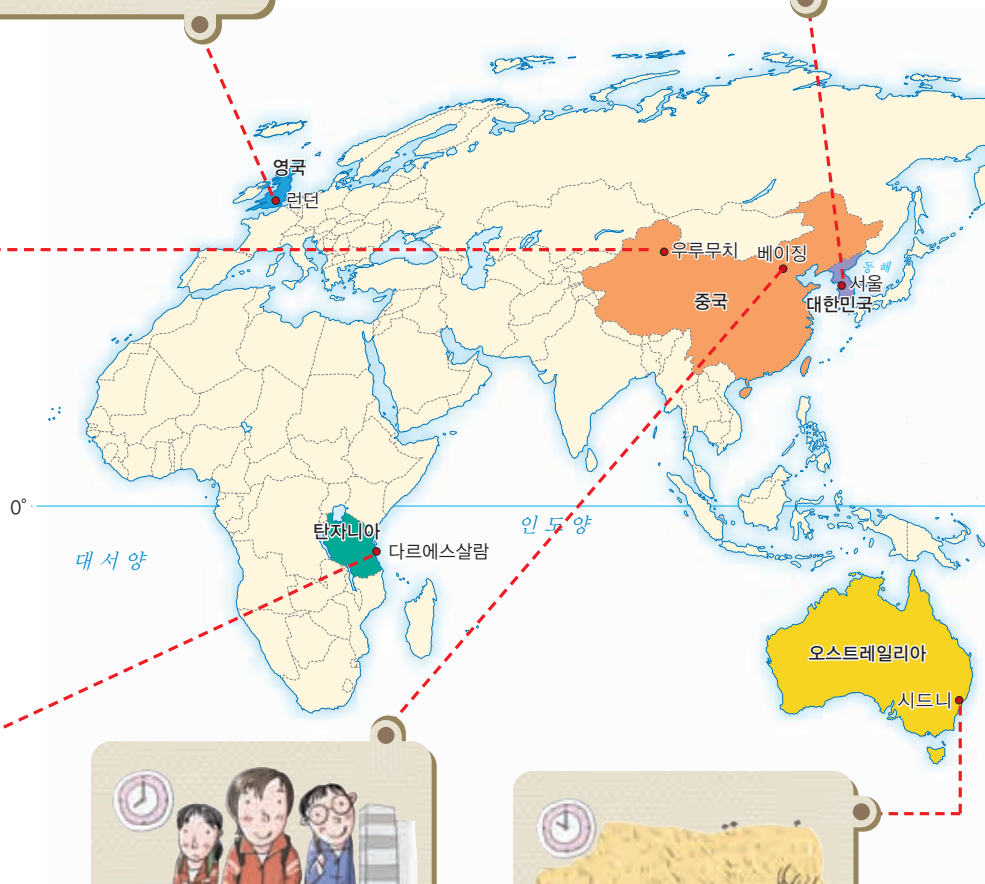 영국
런던
우루무치
베이징
동해
서울
중국
대한민국
0°
인도양
탄자니아
다르에스살람
대서양
오스트레일리아
시드니